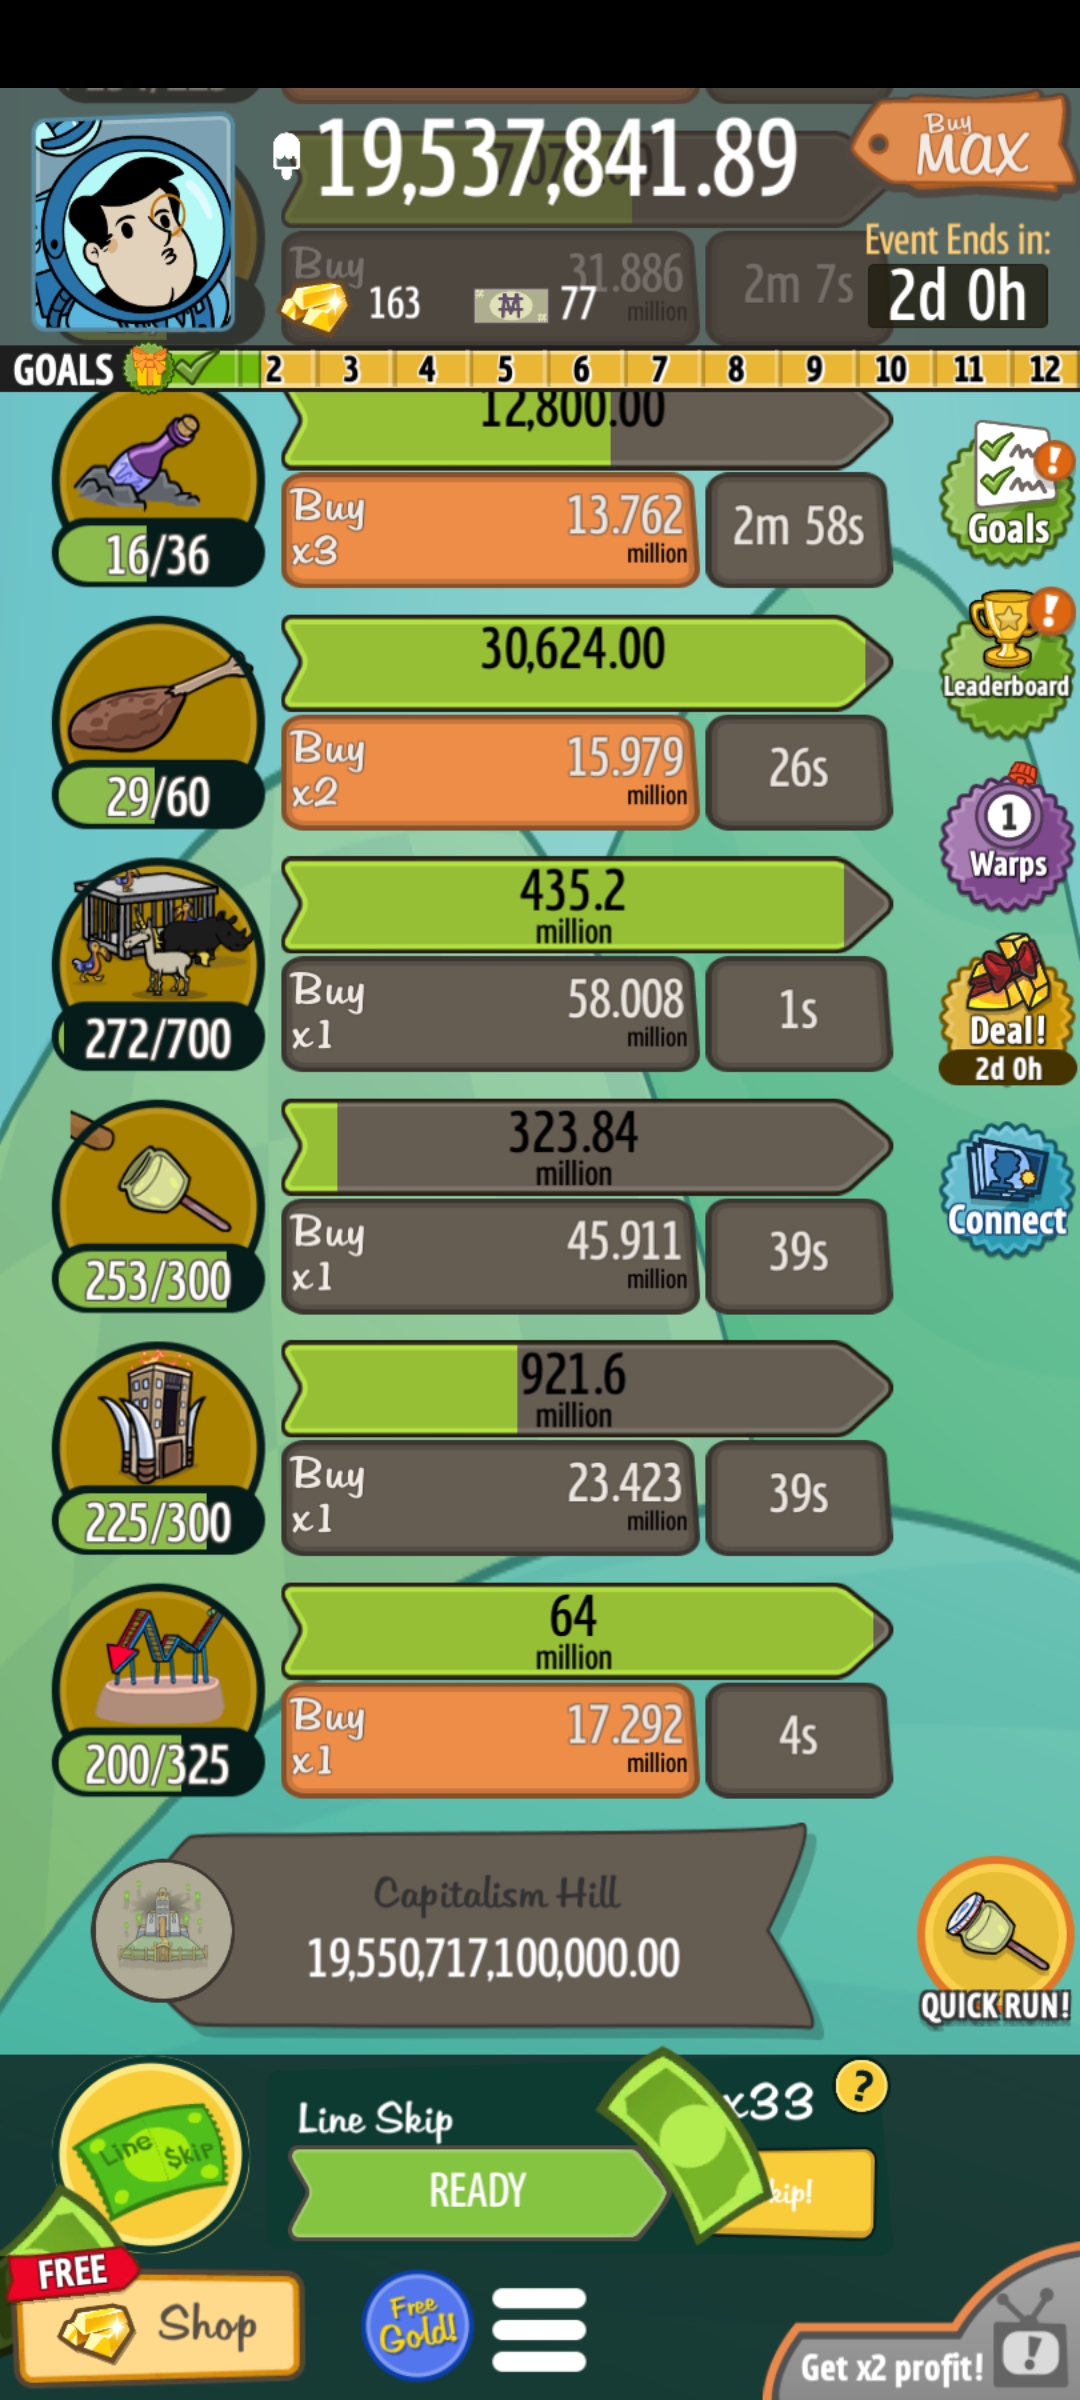 19,537,841.89
Buy
MAX
Event Ends in:
2d 0h
Buy
31.886
million
2m 7s
163
77
GOALS 2 3 4 5 6 7 8 9 10 11 12
12,800.00
16/36
Buy
x3
13.762
million
2m 58s
Goals
30,624.00
29/60
Buy
x2
15.979
million
26s
Leaderboard
435.2
million
272/700
Buy
x1
58.008
million
1s
1
Warps
Deal!
2d 0h
323.84
million
253/300
Buy
x1
45.911
million
39s
Connect
921.6
million
225/300
Buy
x1
23.423
million
39s
64
million
200/325
Buy
x1
17.292
million
4s
Capitalism Hill
19,550,717,100,000.00
QUICK RUN!
Line Skip
Line Skip
x33
?
READY
FREE
Shop
Free
Gold!
Get x2 profit!